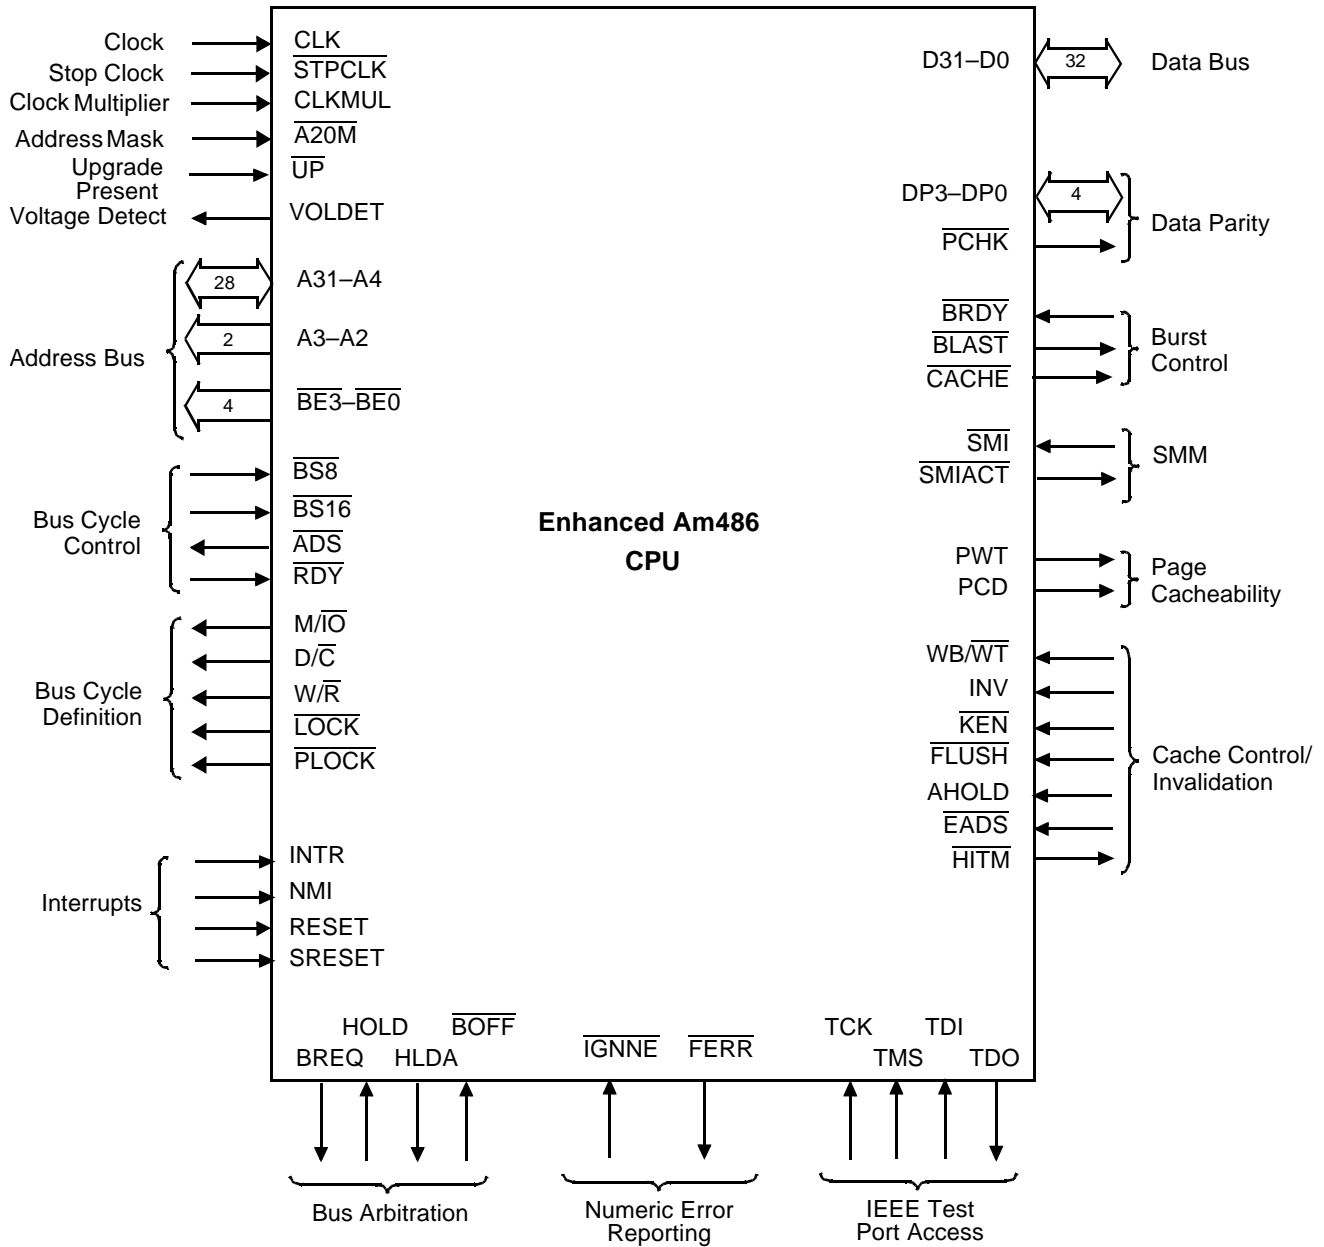 Clock
CLK
Stop Clock
STPCLK
Clock Multiplier
CLKMUL
Address Mask
A20M
Upgrade
Present
UP
Voltage Detect
VOLDET
Address Bus
28
A31–A4
2
A3–A2
4
BE3–BE0
Bus Cycle
Control
BS8
BS16
ADS
RDY
Bus Cycle
Definition
M/IO
D/C
W/R
LOCK
PLOCK
Interrupts
INTR
NMI
RESET
SRESET
Enhanced Am486
CPU
D31–D0
32
Data Bus
DP3–DP0
4
PCHK
Data Parity
BRDY
BLAST
CACHE
Burst
Control
SMI
SMIACT
SMM
PWT
PCD
Page
Cacheability
WB/WT
INV
KEN
FLUSH
AHOLD
EADS
HITM
Cache Control/
Invalidation
HOLD
BOFF
BREQ
HLDA
Bus Arbitration
IGNNE
FERR
Numeric Error
Reporting
TCK
TDI
TMS
TDO
IEEE Test
Port Access